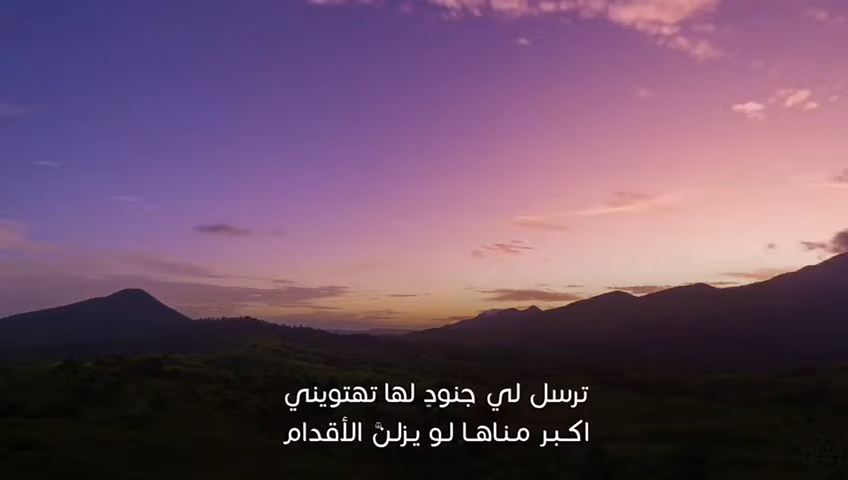 ترسل لي جنودِ لها تهتويني
اكبر مناها لو يزلنَّ الأقدام